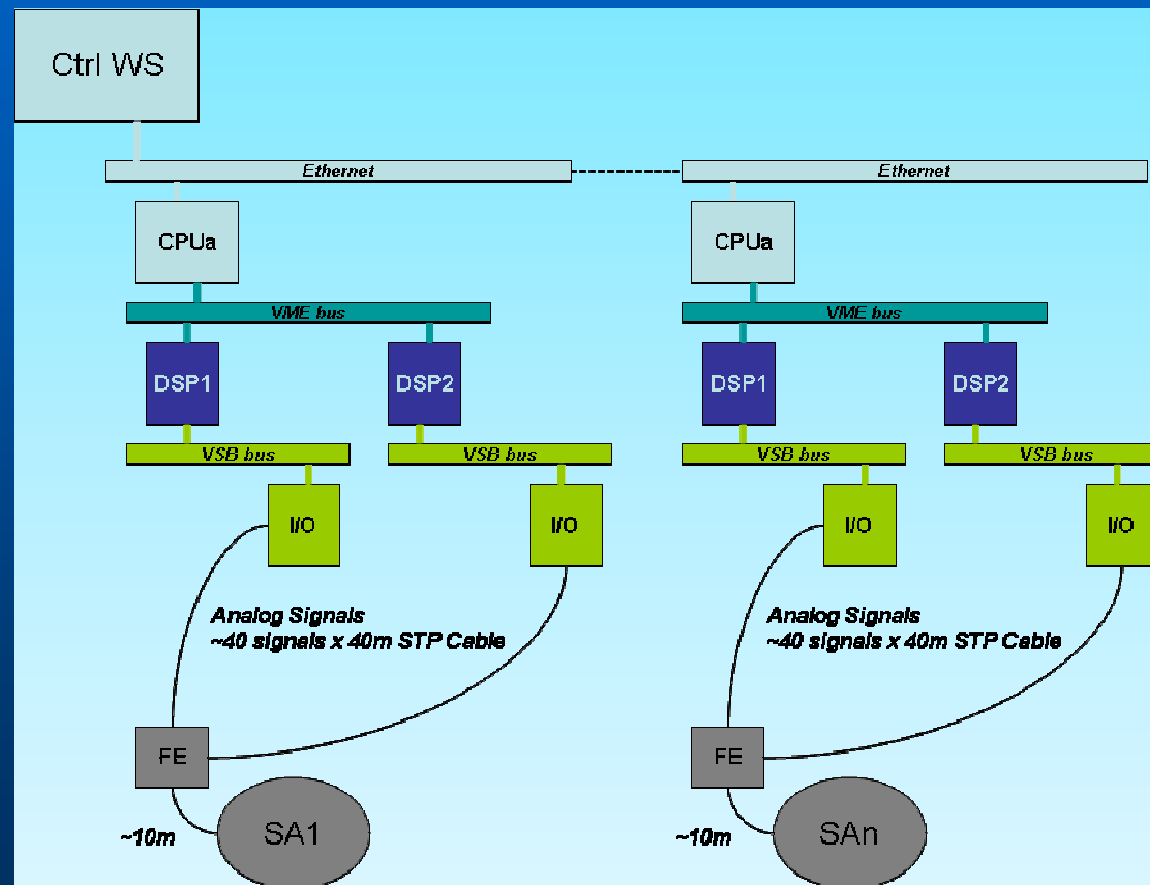 Ctrl WS
Ethernet
Ethernet
CPUa
CPUa
VME bus
VME bus
DSP1
DSP2
DSP1
DSP2
VSB bus
VSB bus
VSB bus
VSB bus
I/O
I/O
I/O
I/O
Analog Signals
~40 signals x 40m STP Cable
Analog Signals
~40 signals x 40m STP Cable
FE
FE
~10m
SA1
~10m
SAn